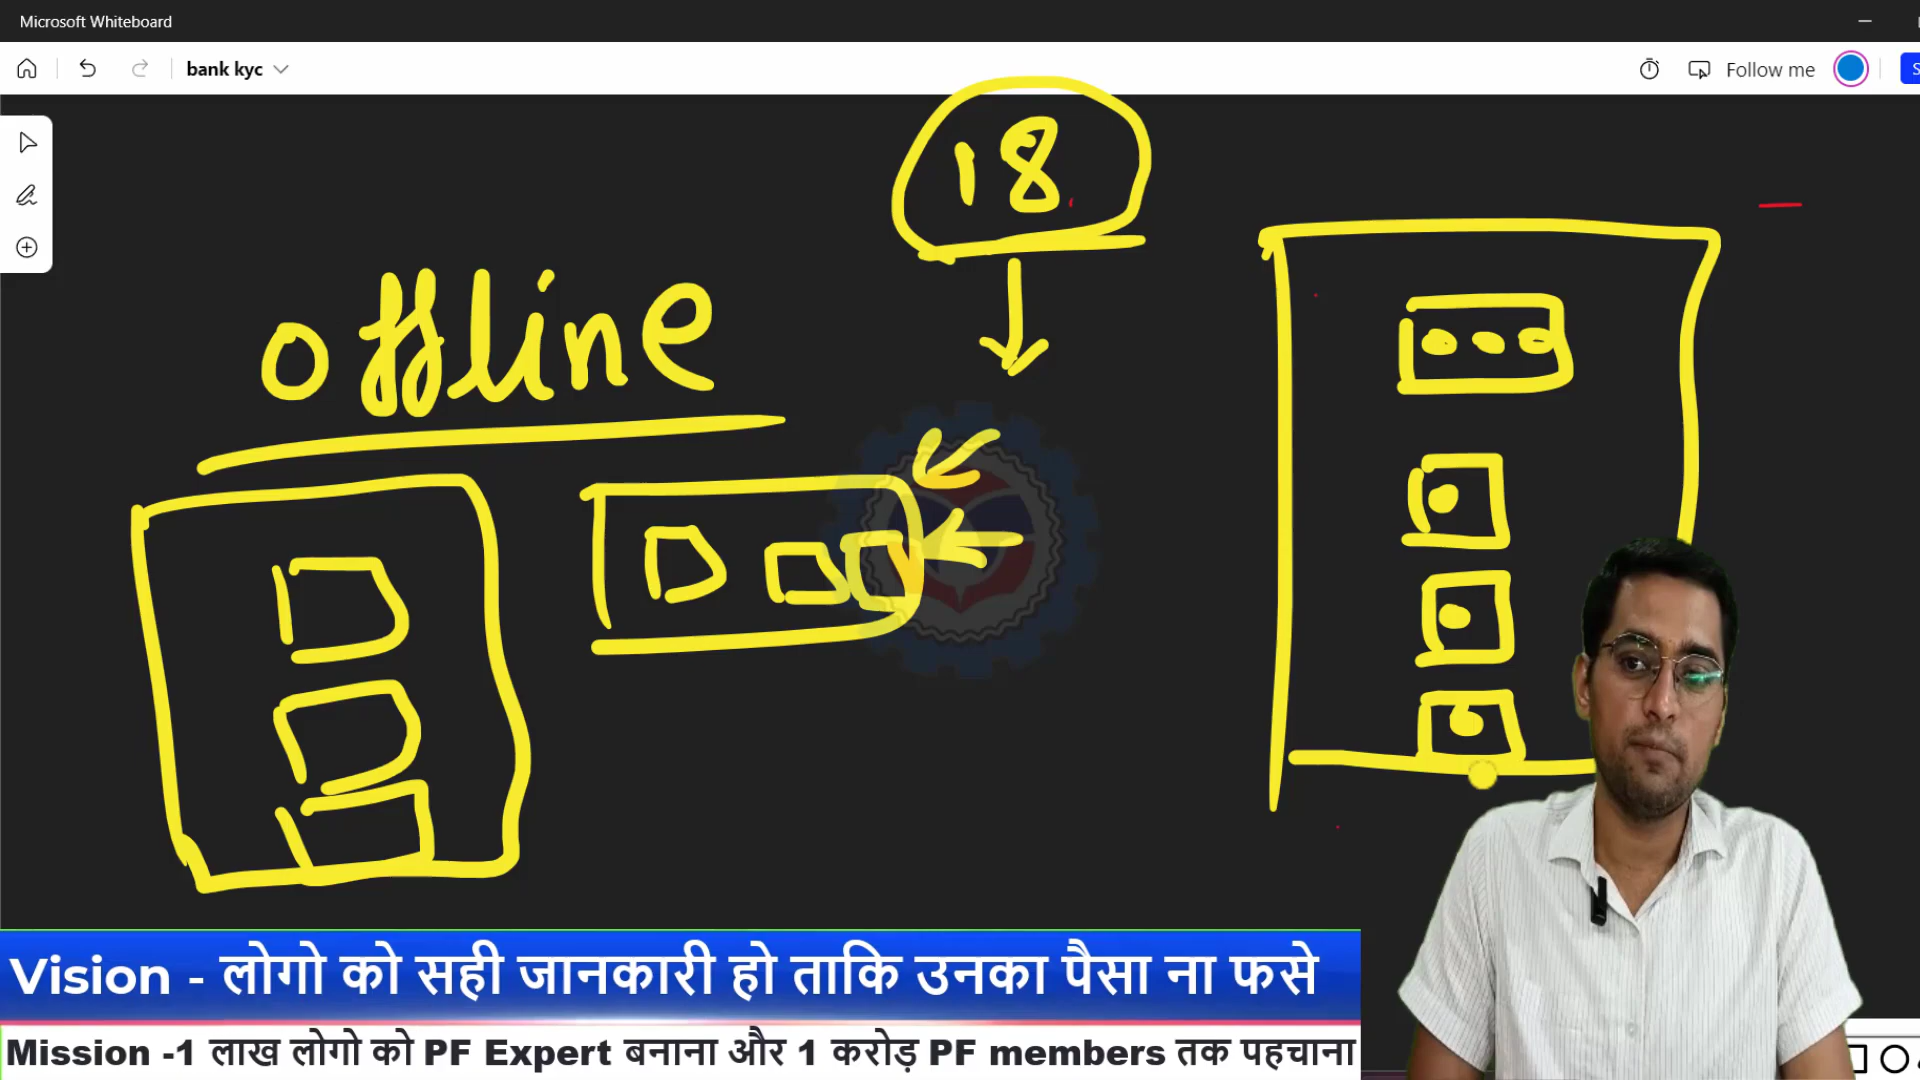 Microsoft Whiteboard
bank kyc
Follow me
18
offline
Vision - लोगो को सही जानकारी हो ताकि उनका पैसा ना फसे
Mission -1 लाख लोगो को PF Expert बनाना और 1 करोड़ PF members तक पहचाना